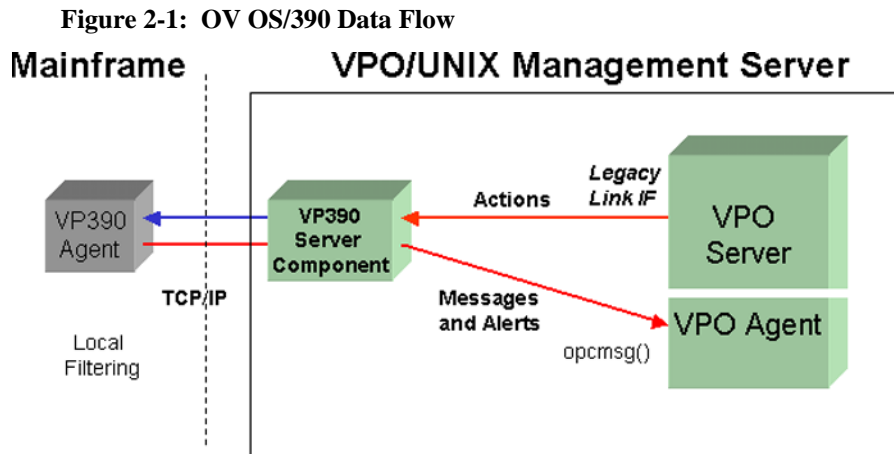 Figure 2-1: OV OS/390 Data Flow
Mainframe
VPO/UNIX Management Server
VP390
Agent
TCP/IP
Local
Filtering
VP390
Server
Component
Actions
Legacy
Link IF
Messages
and Alerts
opcmsg()
VPO
Server
VPO Agent